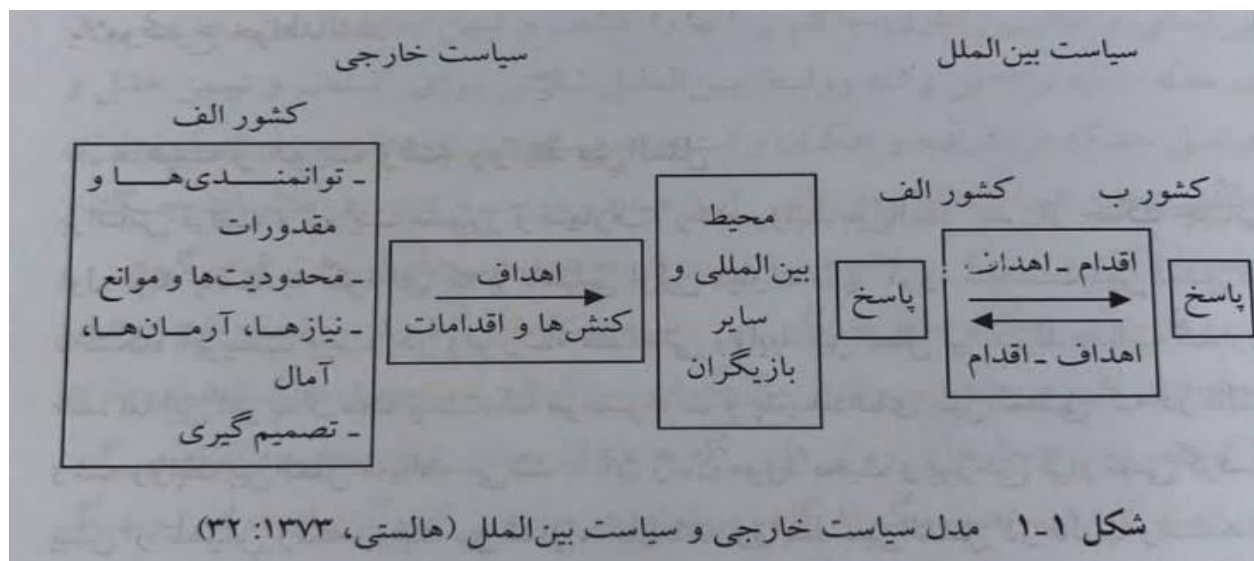 سیاست بین‌الملل
سیاست خارجی
کشور ب
کشور الف
پاسخ
اقدام ـ اهداف
اهداف ـ اقدام
پاسخ
محیط
بین‌المللی و
سایر
بازیگران
اهداف
کنش‌ها و اقدامات
کشور الف
ـ توانمندی‌ها و
مقدورات
ـ محدودیت‌ها و موانع
ـ نیازها، آرمان‌ها،
آمال
ـ تصمیم‌گیری
شکل ۱ـ۱ مدل سیاست خارجی و سیاست بین‌الملل (هالستی، ۱۳۷۳: ۳۲)